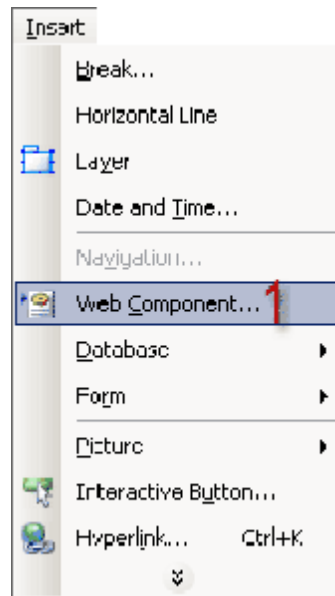 Insert
Break...
Horizontal Line
Layer
Date and Time...
Navigation...
Web Component... 1
Database
Form
Picture
Interactive Button...
Hyperlink... Ctrl+K